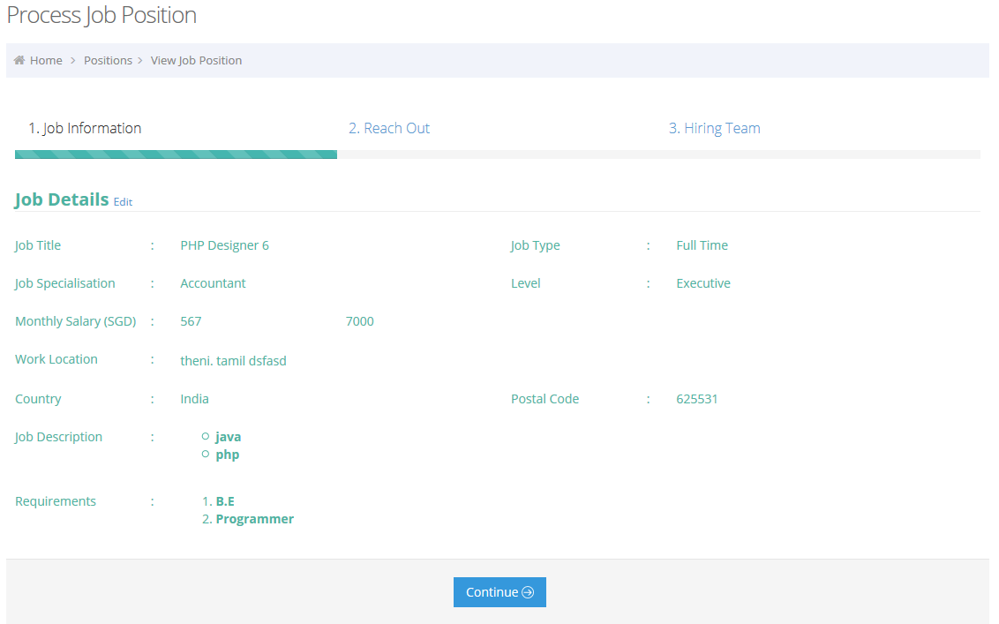 Process Job Position
Home > Positions > View Job Position
1. Job Information 2. Reach Out 3. Hiring Team
Job Details Edit
Job Title : PHP Designer 6 Job Type : Full Time
Job Specialisation : Accountant Level : Executive
Monthly Salary (SGD) : 567 7000
Work Location : theni. tamil dsfasd
Country : India Postal Code : 625531
Job Description : java
php
Requirements : 1. B.E
2. Programmer
Continue